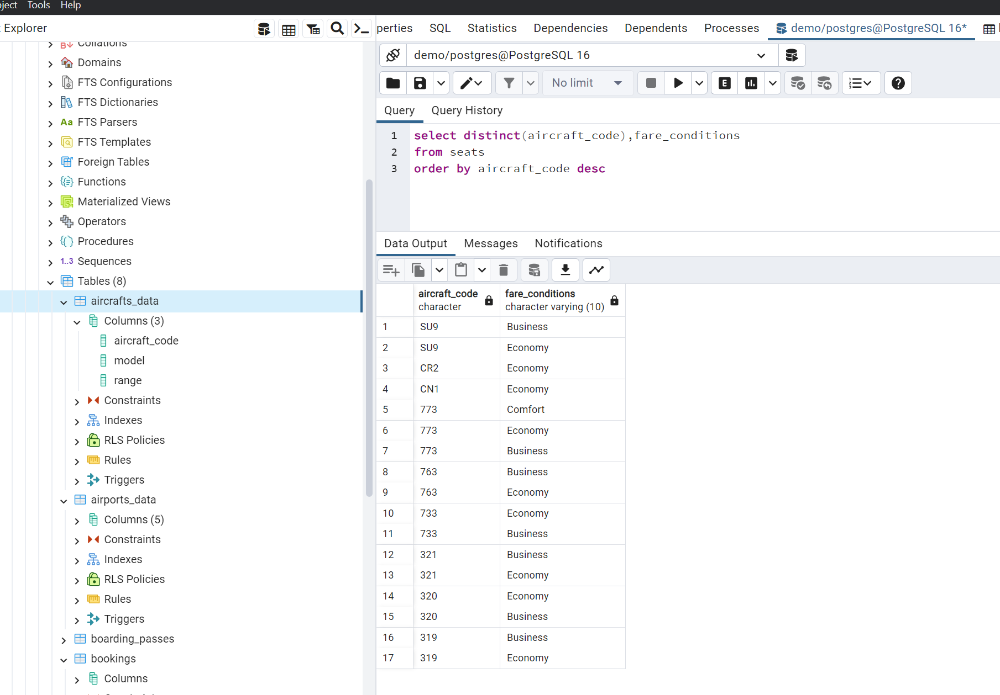 ject Tools Help
Explorer
perties SQL Statistics Dependencies Dependents Processes demo/postgres@PostgreSQL 16*
demo/postgres@PostgreSQL 16
No limit
E
Query Query History
1 select distinct(aircraft_code),fare_conditions
2 from seats
3 order by aircraft_code desc
Data Output Messages Notifications
aircraft_code fare_conditions
character character varying (10)
1 SU9 Business
2 SU9 Economy
3 CR2 Economy
4 CN1 Economy
5 773 Comfort
6 773 Economy
7 773 Business
8 763 Business
9 763 Economy
10 733 Economy
11 733 Business
12 321 Business
13 321 Economy
14 320 Economy
15 320 Business
16 319 Business
17 319 Economy
Collations
Domains
FTS Configurations
FTS Dictionaries
Aa FTS Parsers
FTS Templates
Foreign Tables
Functions
Materialized Views
Operators
Procedures
1..3 Sequences
Tables (8)
aircrafts_data
Columns (3)
aircraft_code
model
range
Constraints
Indexes
RLS Policies
Rules
Triggers
airports_data
Columns (5)
Constraints
Indexes
RLS Policies
Rules
Triggers
boarding_passes
bookings
Columns